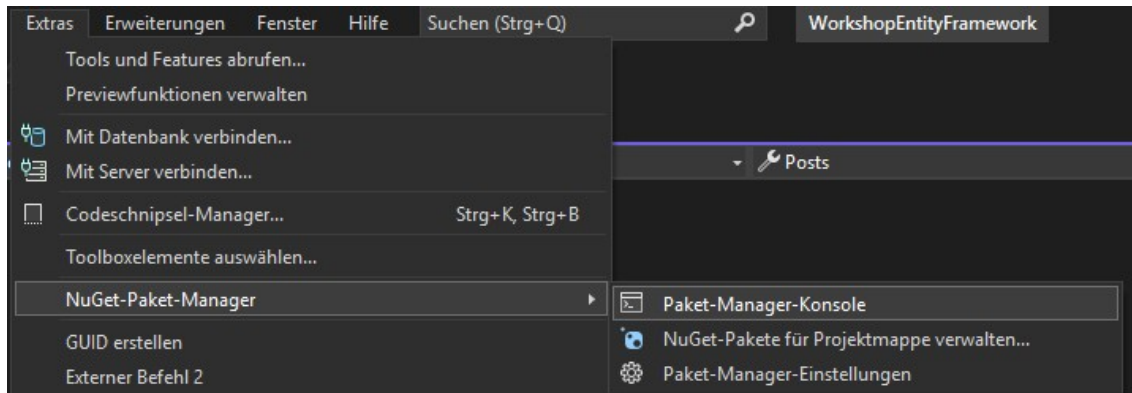 Extras Erweiterungen Fenster Hilfe Suchen (Strg+Q) WorkshopEntityFramework
Tools und Features abrufen...
Previewfunktionen verwalten
Mit Datenbank verbinden...
Mit Server verbinden...
Posts
Codeschnipsel-Manager... Strg+K, Strg+B
Toolboxelemente auswählen...
NuGet-Paket-Manager
Paket-Manager-Konsole
GUID erstellen
NuGet-Pakete für Projektmappe verwalten...
Externer Befehl 2
Paket-Manager-Einstellungen